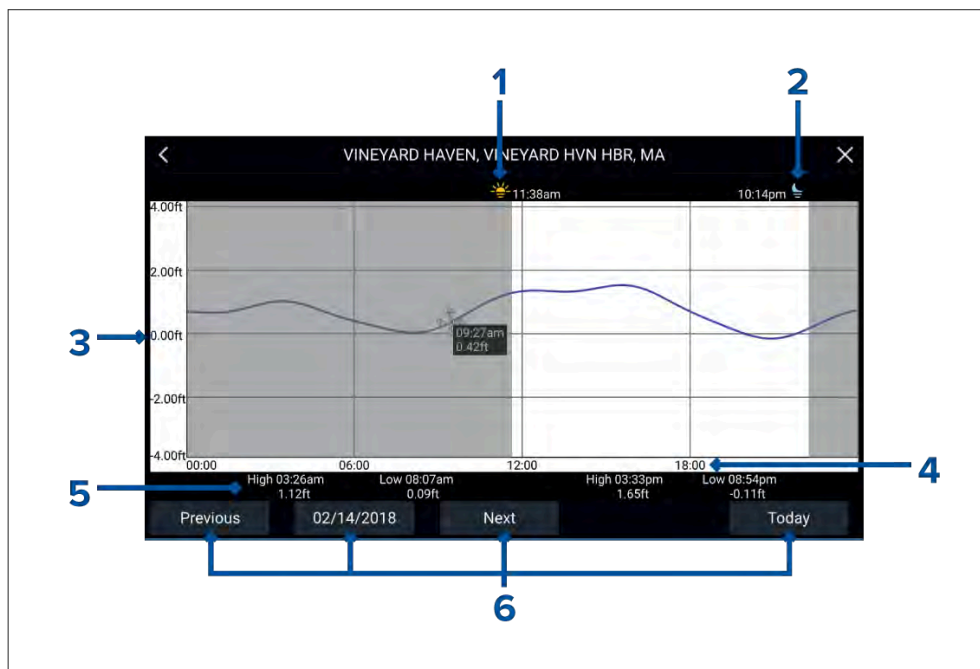 1 2
VINEYARD HAVEN, VINEYARD HVN HBR, MA
11:38am 10:14pm
4.00ft
2.00ft
09:27am
0.42ft
3
0.00ft
-2.00ft
-4.00ft
00:00 06:00 12:00 18:00
4
5
High 03:26am Low 08:07am High 03:33pm Low 08:54pm
1.12ft 0.09ft 1.65ft -0.11ft
Previous 02/14/2018 Next Today
6